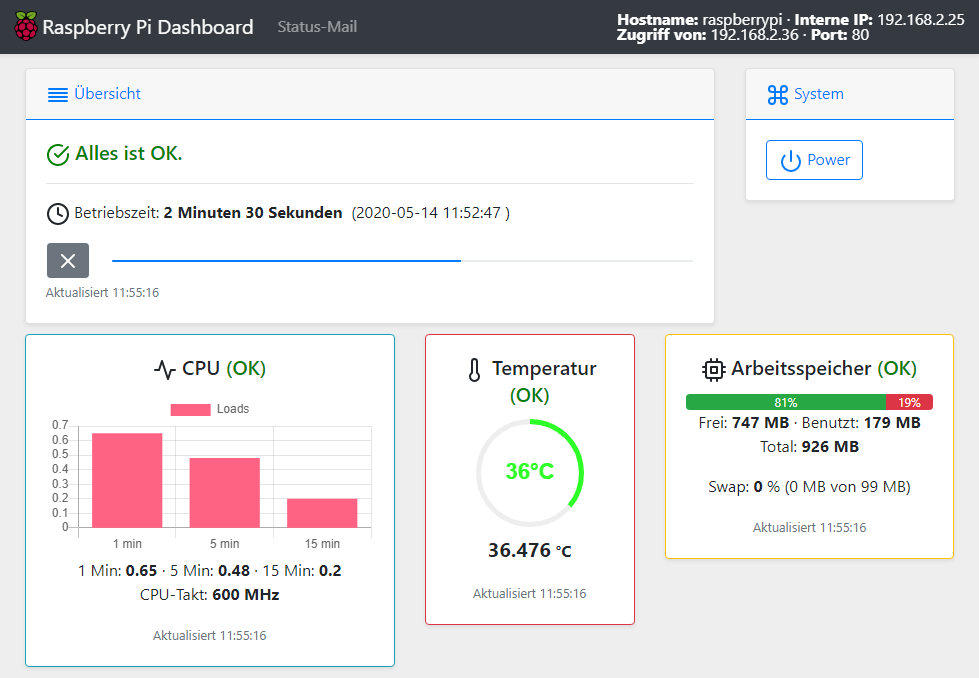 Raspberry Pi Dashboard
Status-Mail
Hostname: raspberrypi · Interne IP: 192.168.2.25
Zugriff von: 192.168.2.36 · Port: 80
Übersicht
Alles ist OK.
Betriebszeit: 2 Minuten 30 Sekunden (2020-05-14 11:52:47 )
Aktualisiert 11:55:16
System
Power
CPU (OK)
Loads
0.7
0.6
0.5
0.4
0.3
0.2
0.1
0
1 min 5 min 15 min
1 Min: 0.65 · 5 Min: 0.48 · 15 Min: 0.2
CPU-Takt: 600 MHz
Aktualisiert 11:55:16
Temperatur
(OK)
36°C
36.476 °C
Aktualisiert 11:55:16
Arbeitsspeicher (OK)
81% 19%
Frei: 747 MB · Benutzt: 179 MB
Total: 926 MB
Swap: 0 % (0 MB von 99 MB)
Aktualisiert 11:55:16